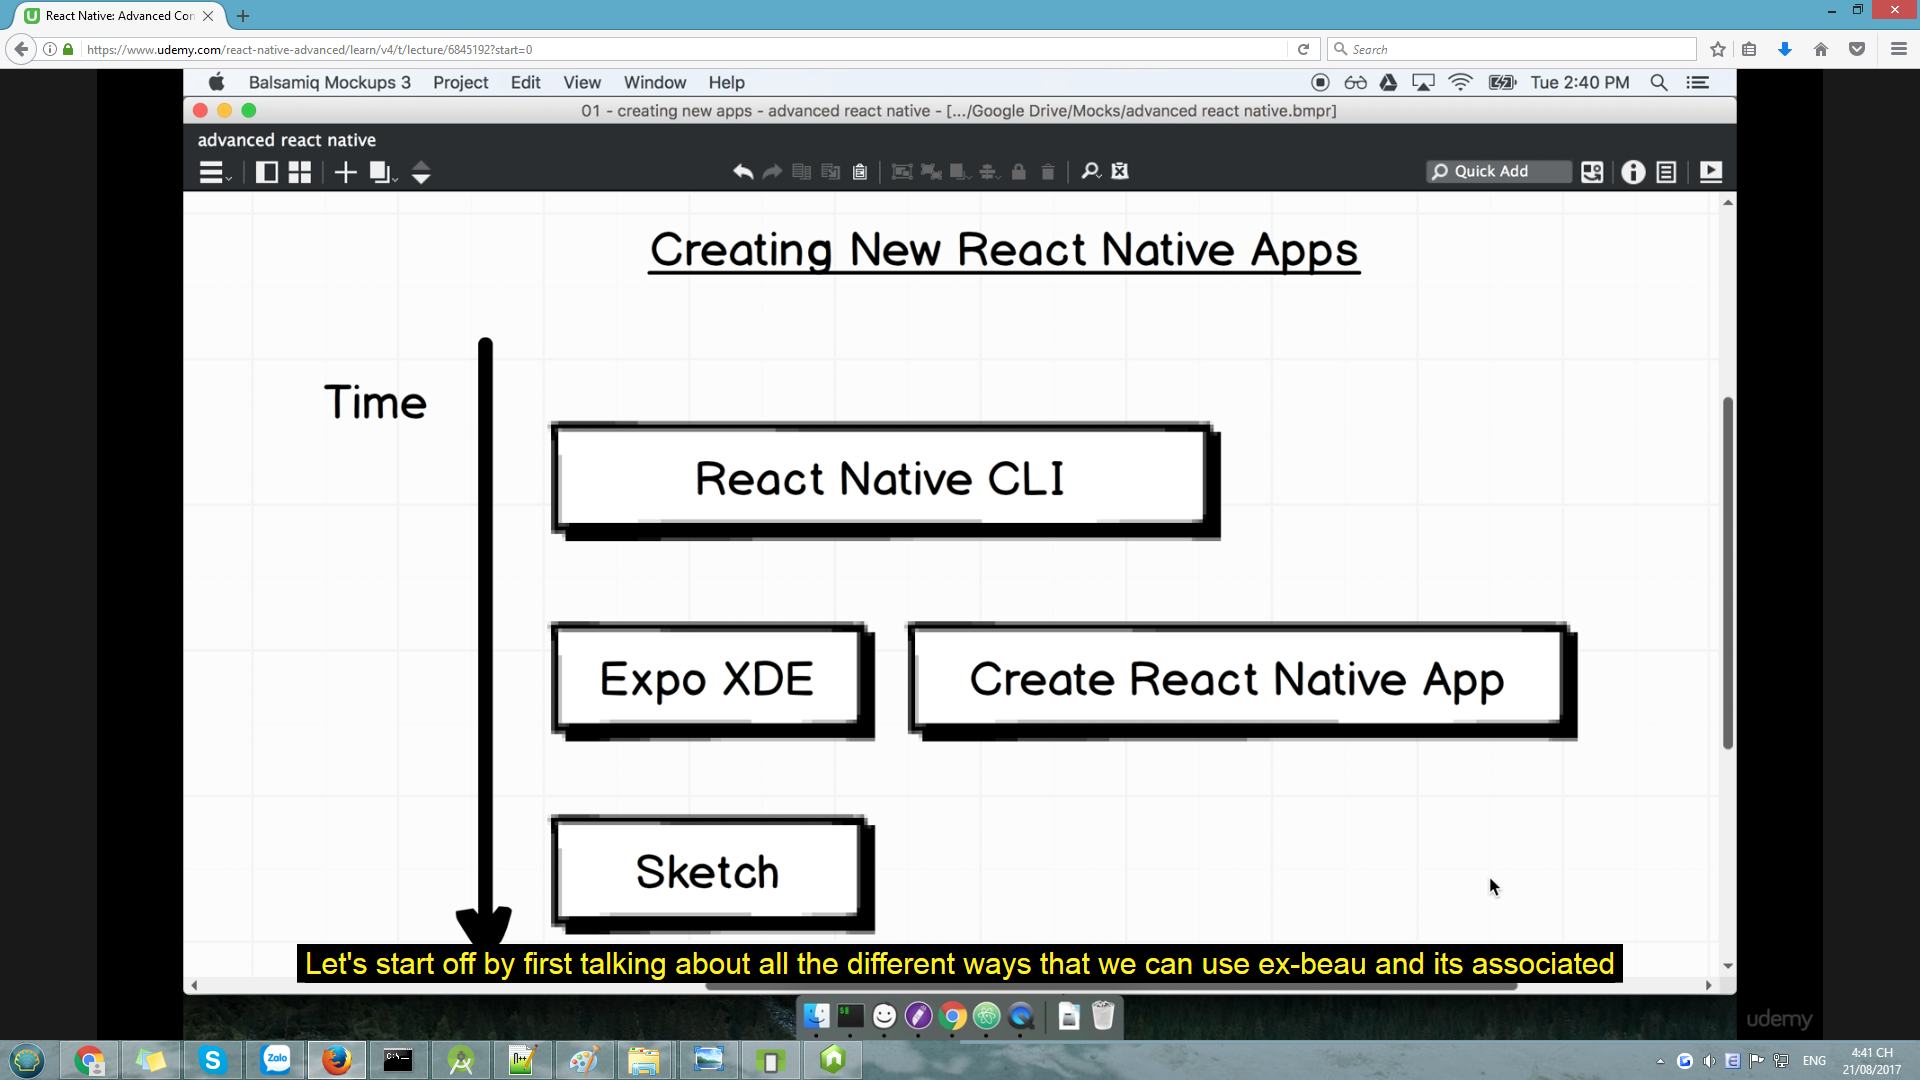 React Native: Advanced Con
https://www.udemy.com/react-native-advanced/learn/v4/t/lecture/6845192?start=0
Search
Balsamiq Mockups 3 Project Edit View Window Help
Tue 2:40 PM
01 - creating new apps - advanced react native - [.../Google Drive/Mocks/advanced react native.bmpr]
advanced react native
Quick Add
Creating New React Native Apps
Time
React Native CLI
Expo XDE
Create React Native App
Sketch
Let's start off by first talking about all the different ways that we can use ex-beau and its associated
udemy
Zalo
C:\_
ENG
4:41 CH
21/08/2017